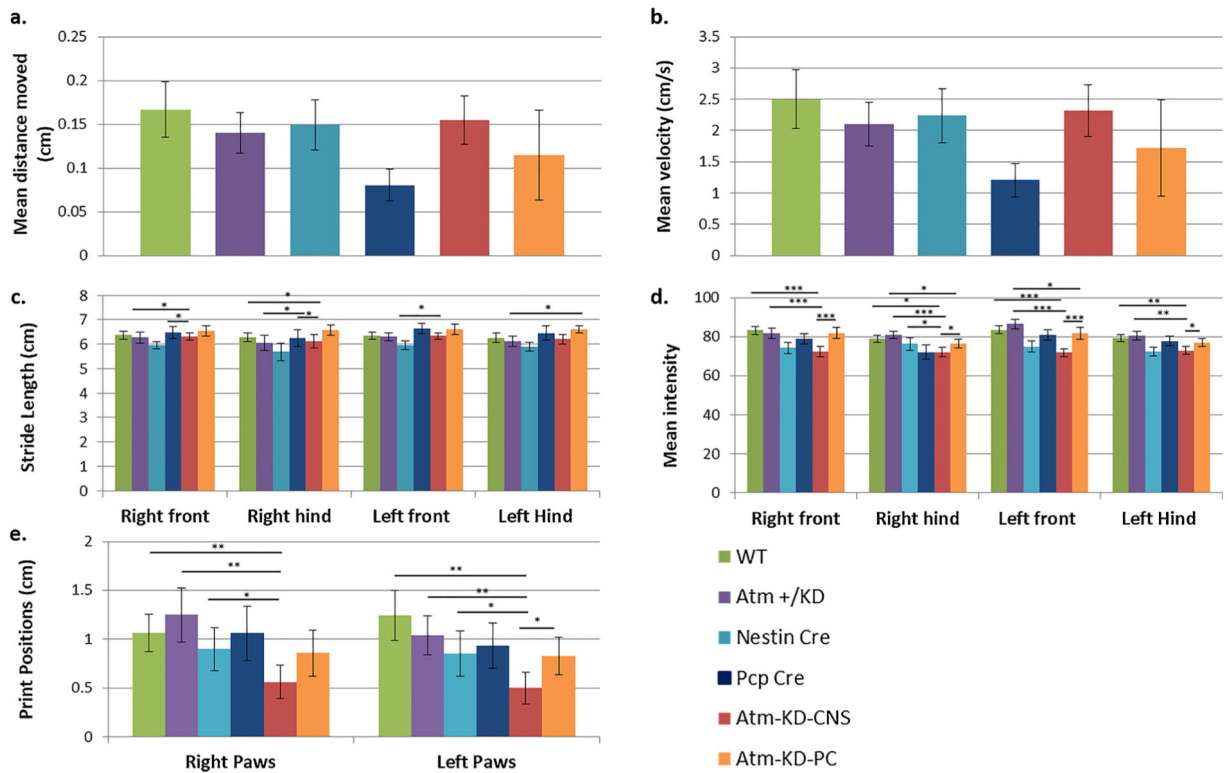 a.
Mean distance moved
(cm)
0.25
0.2
0.15
0.1
0.05
0
b.
Mean velocity (cm/s)
3.5
3
2.5
2
1.5
1
0.5
0
c.
Stride Length (cm)
8
7
6
5
4
3
2
1
0
* * * * * * *
Right front Right hind Left front Left Hind
d.
Mean intensity
100
80
60
40
20
0
*** *** *** * * *** * * * *** *** *** ** ** *
Right front Right hind Left front Left Hind
e.
Print Positions (cm)
2
1.5
1
0.5
0
** ** * ** ** * *
Right Paws Left Paws
WT
Atm +/KD
Nestin Cre
Pcp Cre
Atm-KD-CNS
Atm-KD-PC